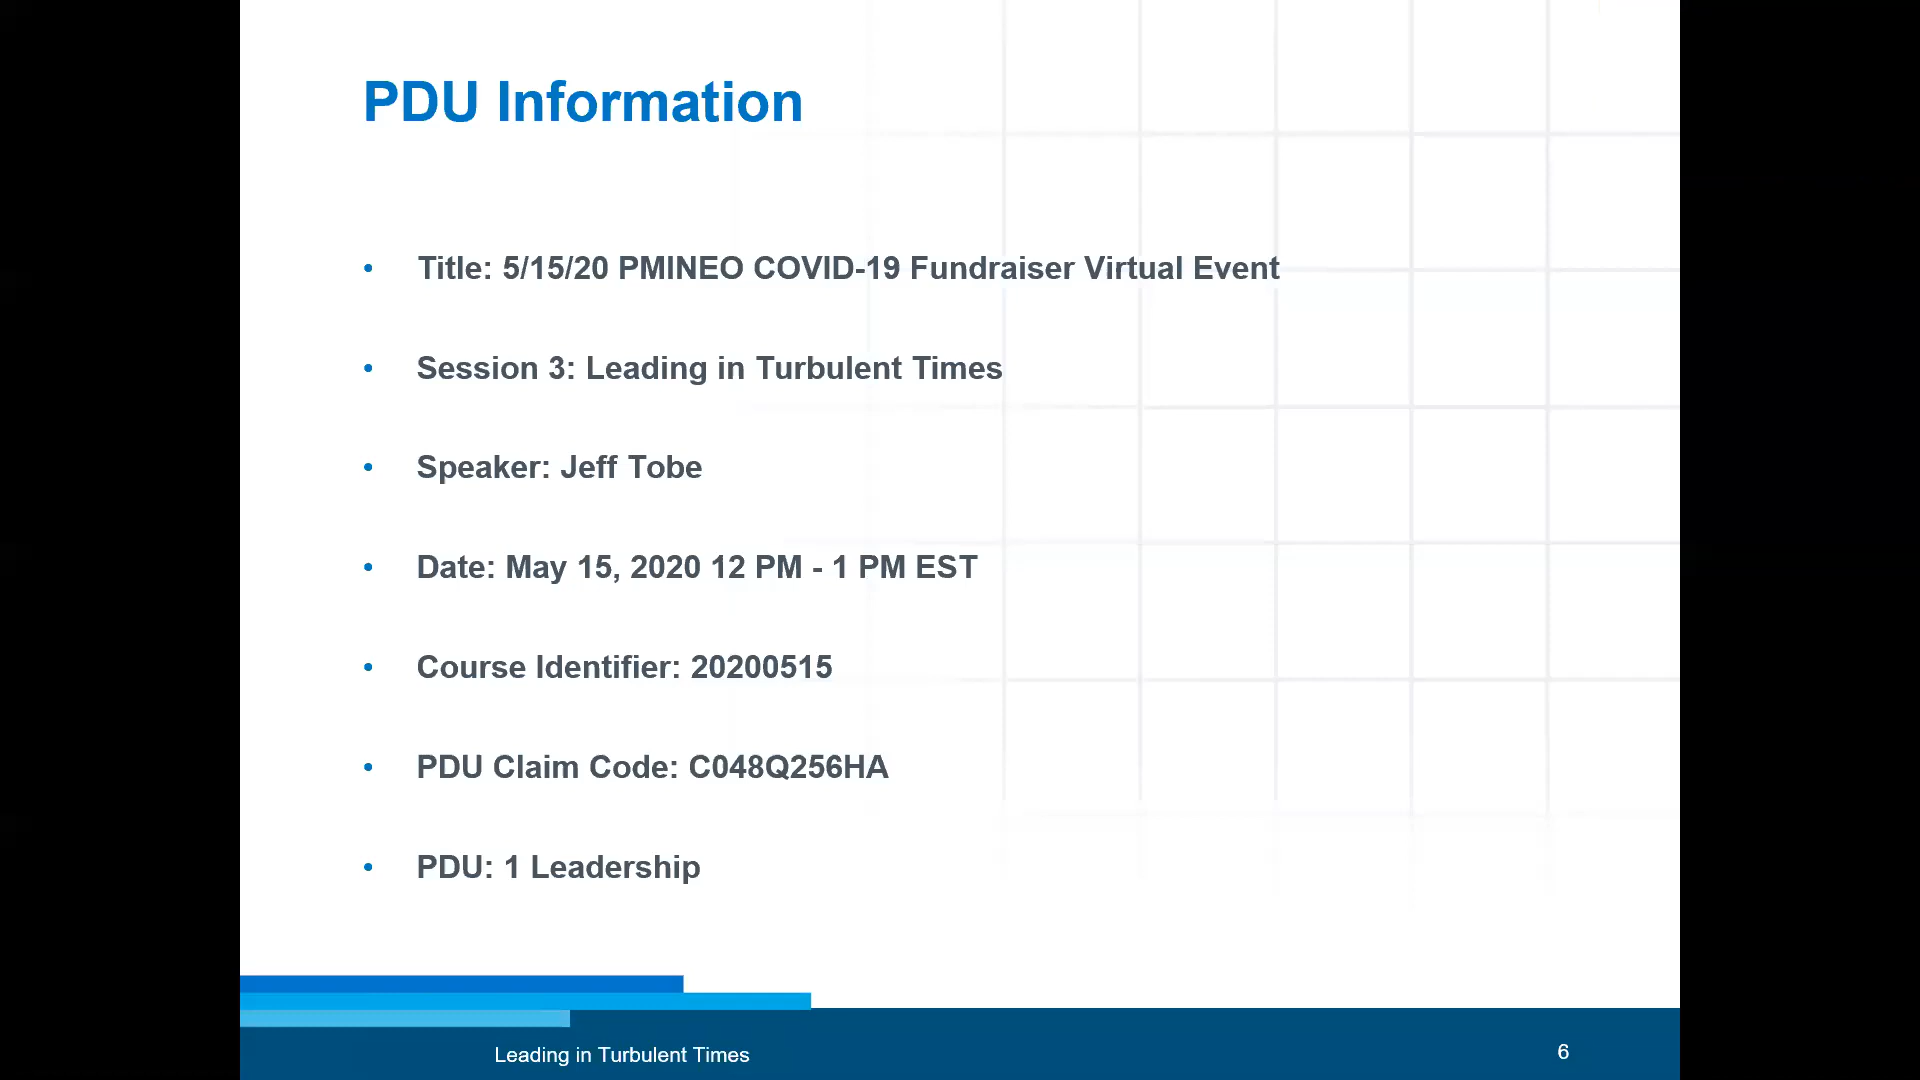 PDU Information
• Title: 5/15/20 PMINEO COVID-19 Fundraiser Virtual Event
• Session 3: Leading in Turbulent Times
• Speaker: Jeff Tobe
• Date: May 15, 2020 12 PM - 1 PM EST
• Course Identifier: 20200515
• PDU Claim Code: C048Q256HA
• PDU: 1 Leadership
Leading in Turbulent Times
6